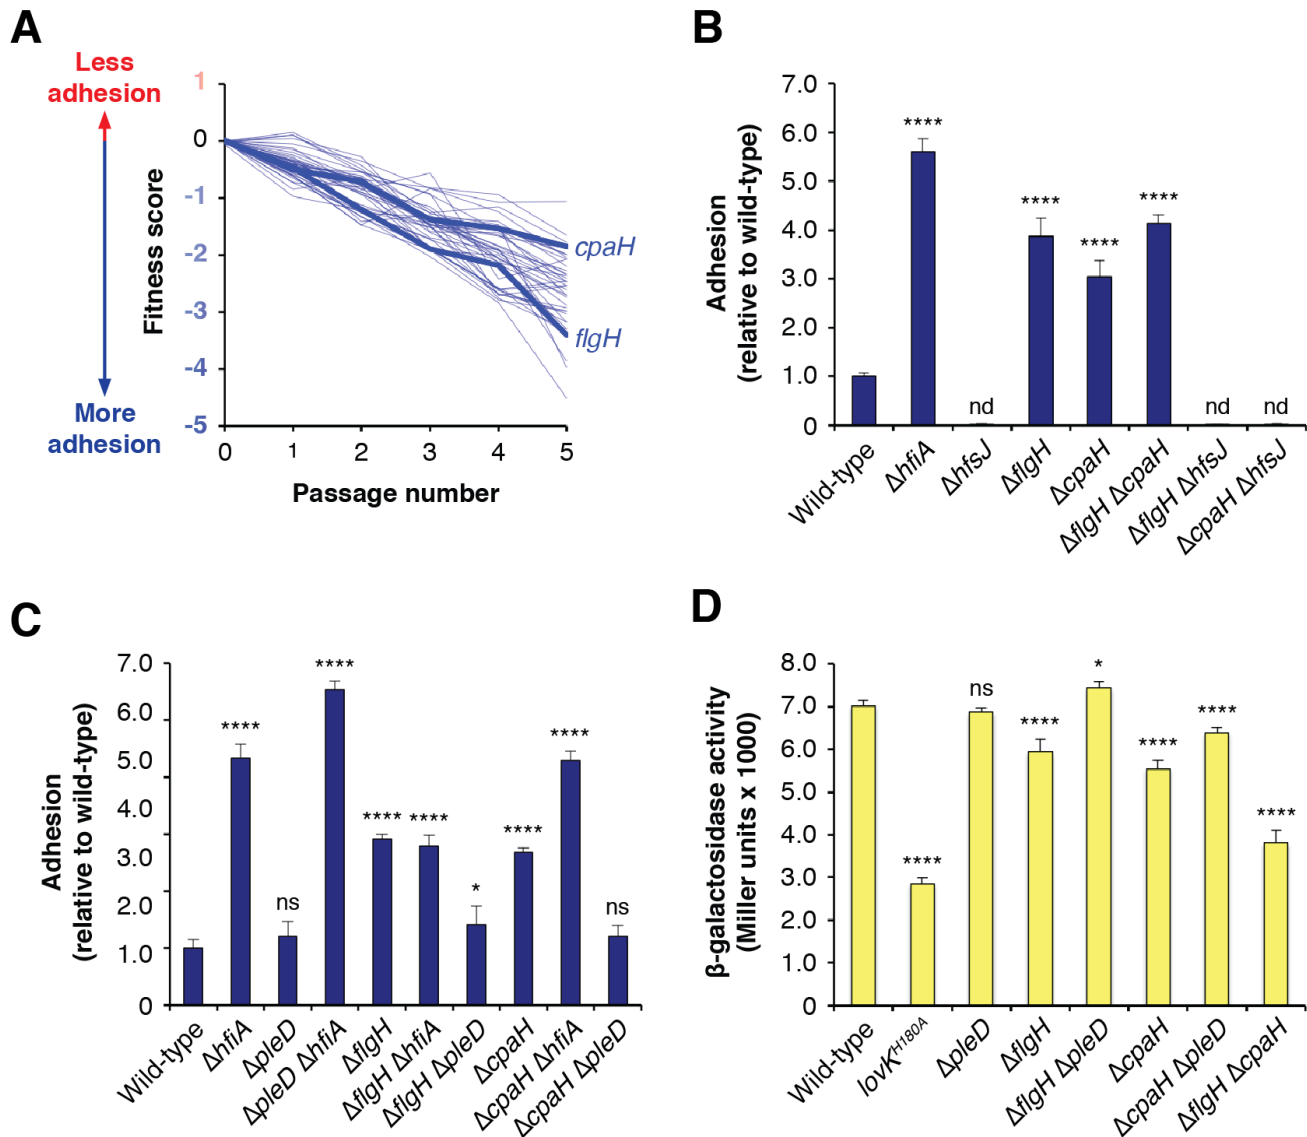 A
Less
adhesion
More
adhesion
Fitness score
1
0
-1
-2
-3
-4
-5
cpaH
flgH
0 1 2 3 4 5
Passage number
B
Adhesion
(relative to wild-type)
7.0
6.0
5.0
4.0
3.0
2.0
1.0
0
****
nd
****
****
****
nd
nd
Wild-type
ΔhfiA
ΔhfsJ
ΔflgH
ΔcpaH
ΔflgH ΔcpaH
ΔflgH ΔhfsJ
ΔcpaH ΔhfsJ
C
Adhesion
(relative to wild-type)
7.0
6.0
5.0
4.0
3.0
2.0
1.0
0
****
ns
****
****
****
*
****
****
ns
Wild-type
ΔhfiA
ΔpleD
ΔpleD ΔhfiA
ΔflgH
ΔflgH ΔhfiA
ΔflgH ΔpleD
ΔcpaH
ΔcpaH ΔhfiA
ΔcpaH ΔpleD
D
β-galactosidase activity
(Miller units x 1000)
8.0
7.0
6.0
5.0
4.0
3.0
2.0
1.0
0
****
ns
****
*
****
****
****
Wild-type
lovK^H180A
ΔpleD
ΔflgH
ΔflgH ΔpleD
ΔcpaH
ΔcpaH ΔpleD
ΔflgH ΔcpaH